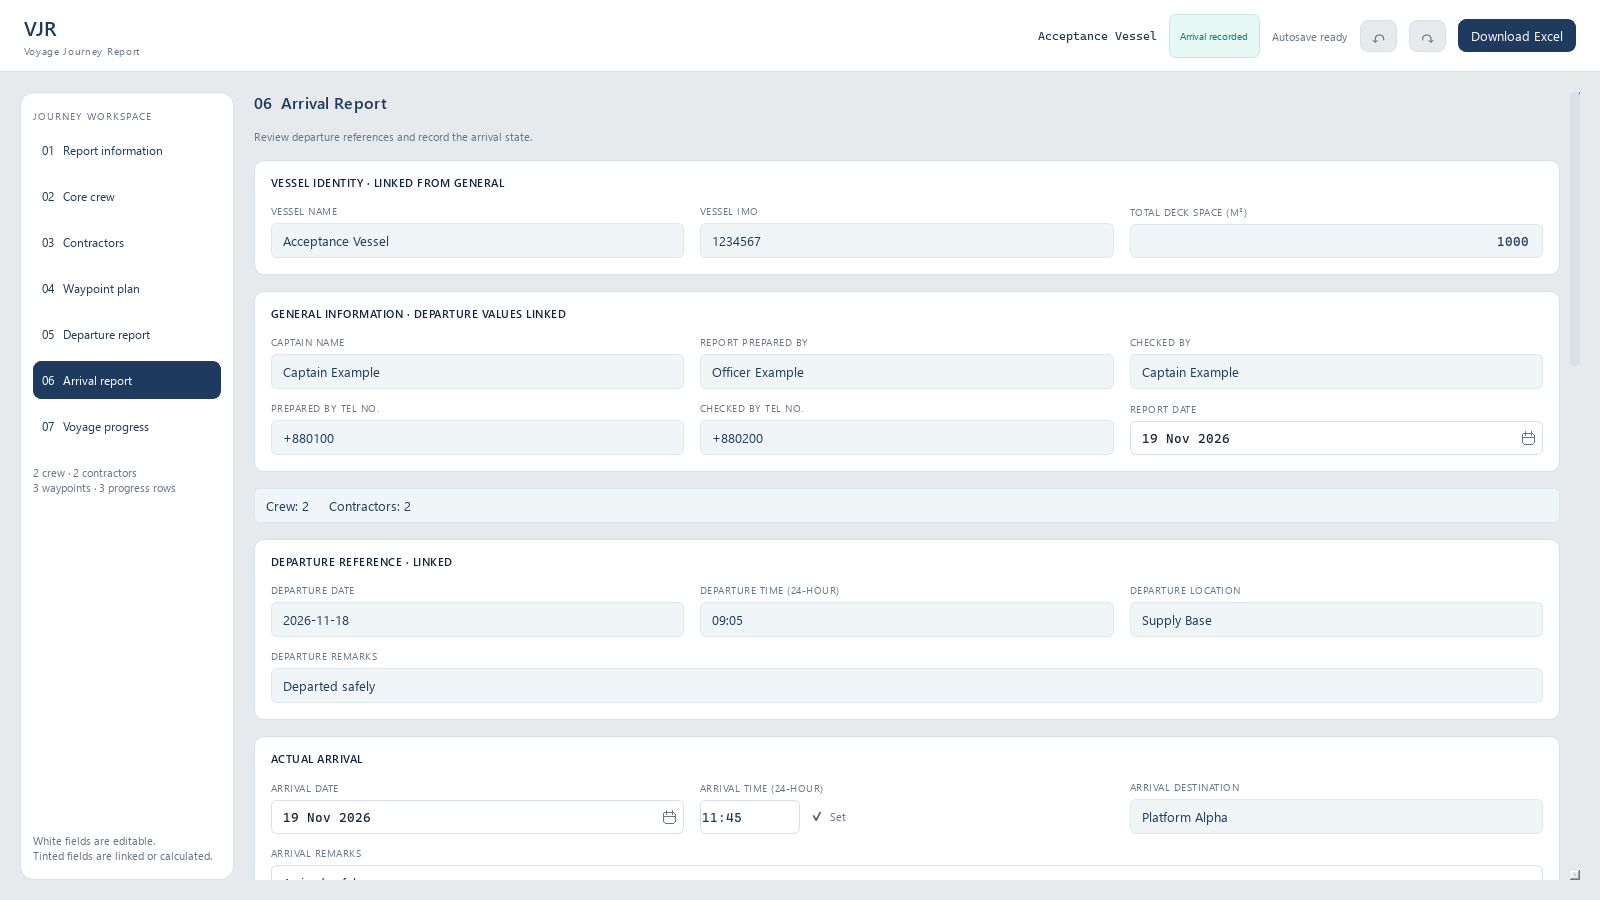 VJR
Voyage Journey Report
Acceptance Vessel
Arrival recorded
Autosave ready
Download Excel
JOURNEY WORKSPACE
01 Report information
02 Core crew
03 Contractors
04 Waypoint plan
05 Departure report
06 Arrival report
07 Voyage progress
2 crew · 2 contractors
3 waypoints · 3 progress rows
White fields are editable.
Tinted fields are linked or calculated.
06 Arrival Report
Review departure references and record the arrival state.
VESSEL IDENTITY · LINKED FROM GENERAL
VESSEL NAME
Acceptance Vessel
VESSEL IMO
1234567
TOTAL DECK SPACE (M²)
1000
GENERAL INFORMATION · DEPARTURE VALUES LINKED
CAPTAIN NAME
Captain Example
REPORT PREPARED BY
Officer Example
CHECKED BY
Captain Example
PREPARED BY TEL NO.
+880100
CHECKED BY TEL NO.
+880200
REPORT DATE
19 Nov 2026
Crew: 2 Contractors: 2
DEPARTURE REFERENCE · LINKED
DEPARTURE DATE
2026-11-18
DEPARTURE TIME (24-HOUR)
09:05
DEPARTURE LOCATION
Supply Base
DEPARTURE REMARKS
Departed safely
ACTUAL ARRIVAL
ARRIVAL DATE
19 Nov 2026
ARRIVAL TIME (24-HOUR)
11:45
✓ Set
ARRIVAL DESTINATION
Platform Alpha
ARRIVAL REMARKS